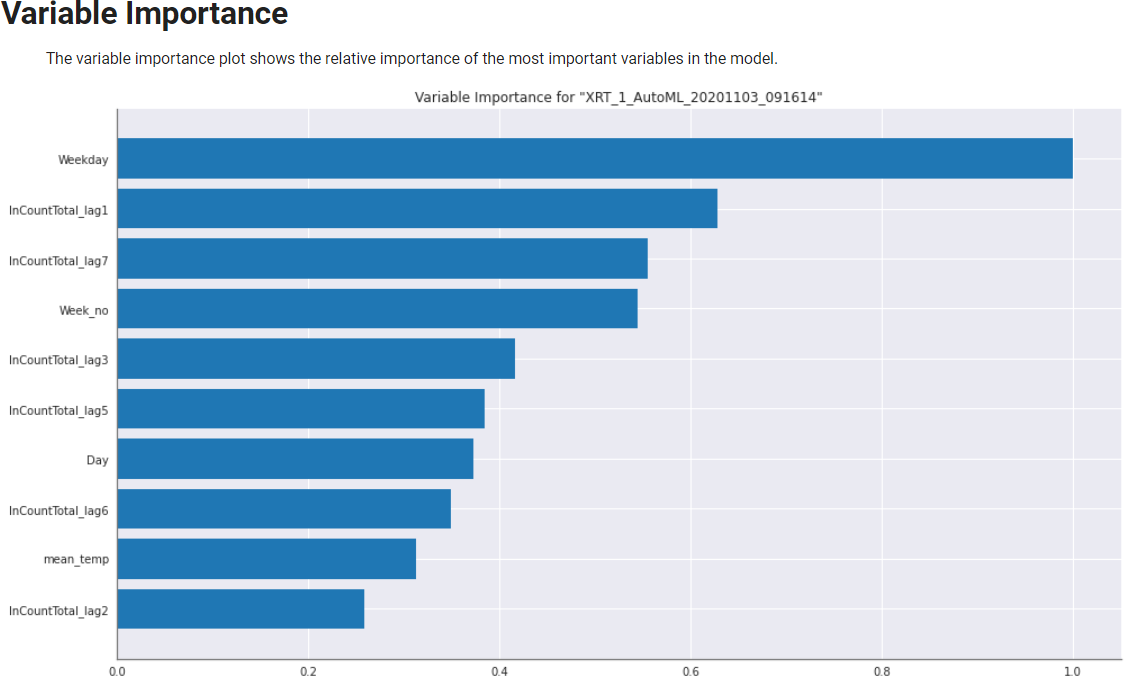 Variable Importance
The variable importance plot shows the relative importance of the most important variables in the model.
Variable Importance for "XRT_1_AutoML_20201103_091614"
Weekday
InCountTotal_lag1
InCountTotal_lag7
Week_no
InCountTotal_lag3
InCountTotal_lag5
Day
InCountTotal_lag6
mean_temp
InCountTotal_lag2
0.0 0.2 0.4 0.6 0.8 1.0